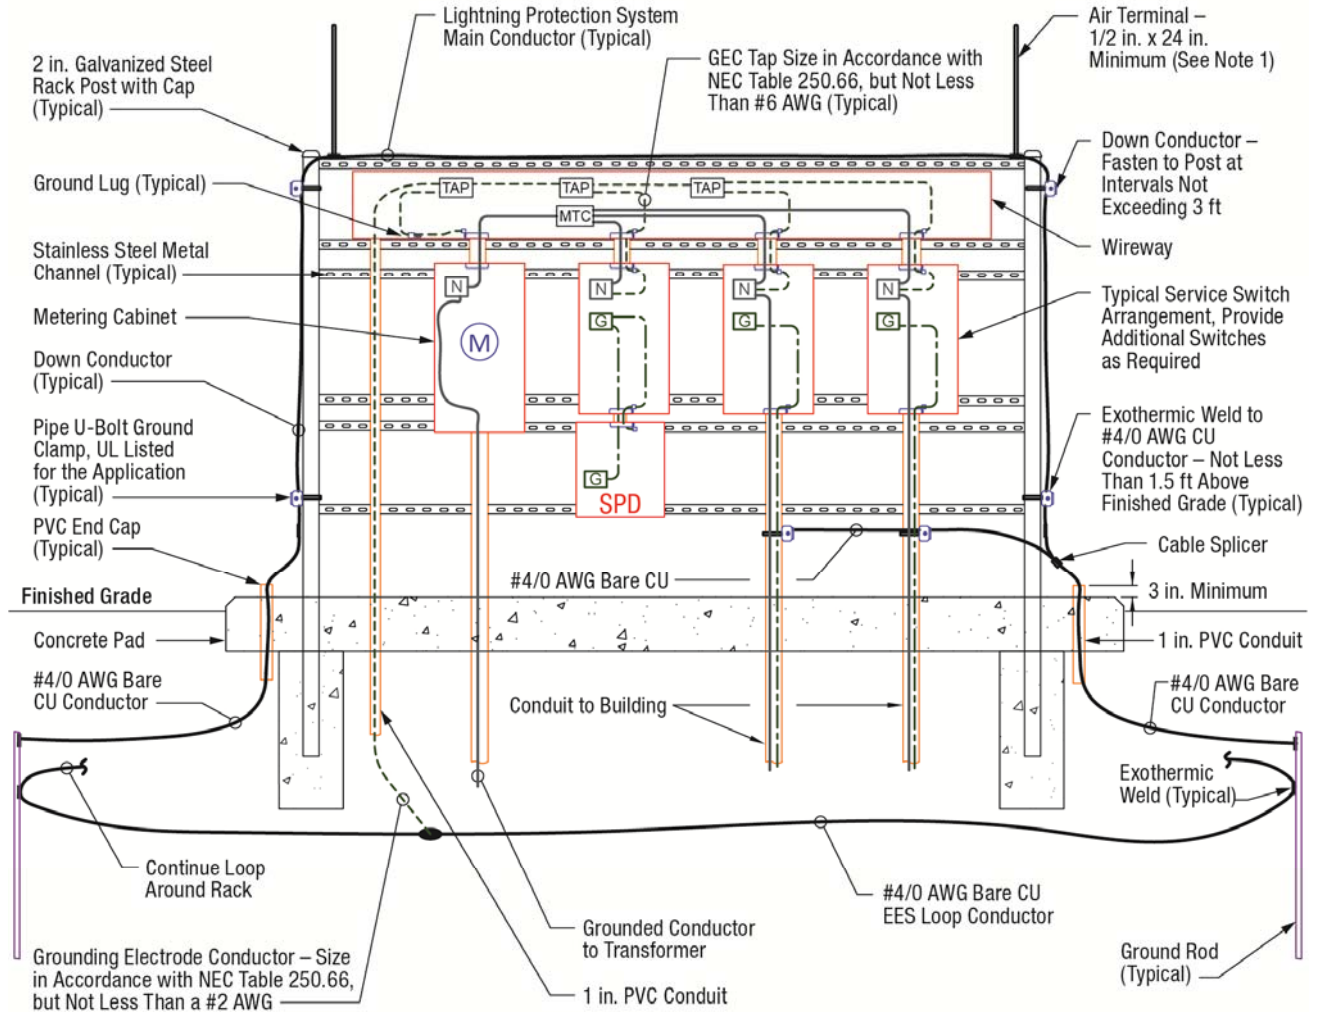 Lightning Protection System
Main Conductor (Typical)
Air Terminal –
1/2 in. x 24 in.
Minimum (See Note 1)
GEC Tap Size in Accordance with
NEC Table 250.66, but Not Less
Than #6 AWG (Typical)
2 in. Galvanized Steel
Rack Post with Cap
(Typical)
Down Conductor –
Fasten to Post at
Intervals Not
Exceeding 3 ft
Ground Lug (Typical)
TAP
TAP
TAP
MTC
Wireway
Stainless Steel Metal
Channel (Typical)
N
N
N
N
Typical Service Switch
Arrangement, Provide
Additional Switches
as Required
Metering Cabinet
M
G
G
G
Down Conductor
(Typical)
Pipe U-Bolt Ground
Clamp, UL Listed
for the Application
(Typical)
Exothermic Weld to
#4/0 AWG CU
Conductor – Not Less
Than 1.5 ft Above
Finished Grade (Typical)
G
SPD
PVC End Cap
(Typical)
Cable Splicer
#4/0 AWG Bare CU
3 in. Minimum
Finished Grade
Concrete Pad
1 in. PVC Conduit
#4/0 AWG Bare
CU Conductor
Conduit to Building
#4/0 AWG Bare
CU Conductor
Exothermic
Weld (Typical)
Continue Loop
Around Rack
#4/0 AWG Bare CU
EES Loop Conductor
Grounded Conductor
to Transformer
Ground Rod
(Typical)
Grounding Electrode Conductor – Size
in Accordance with NEC Table 250.66,
but Not Less Than a #2 AWG
1 in. PVC Conduit